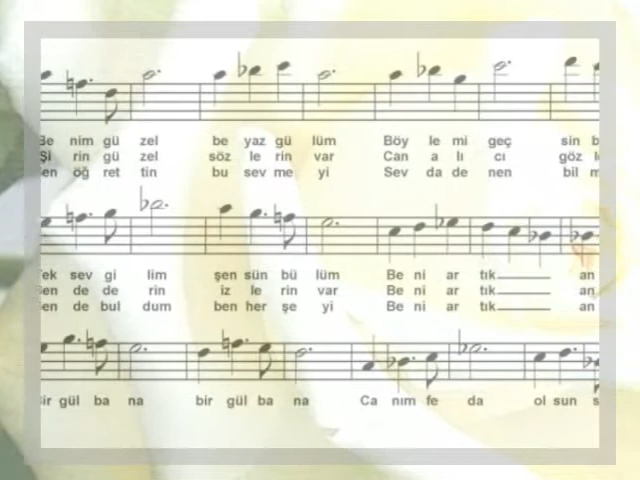 Be nim gü zel be yaz gü lüm Böy le mi geç sin b
Şi rin gü zel söz le rin var Can a lı cı göz l
en öğ ret tin bu sev me yi Sev da de nen bil m
Tek sev gi lim şen sün bü lüm Be ni ar tık an
Sen de de rin iz le rin var Be ni ar tık an
Sen de bul dum ben her şe yi Be ni ar tık an
Bir gül ba na bir gül ba na Ca nım fe da ol sun s